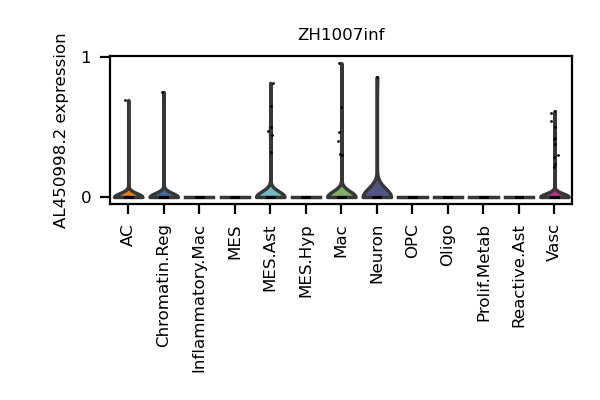 ZH1007inf
AL450998.2 expression
1
0
AC
Chromatin.Reg
Inflammatory.Mac
MES
MES.Ast
MES.Hyp
Mac
Neuron
OPC
Oligo
Prolif.Metab
Reactive.Ast
Vasc